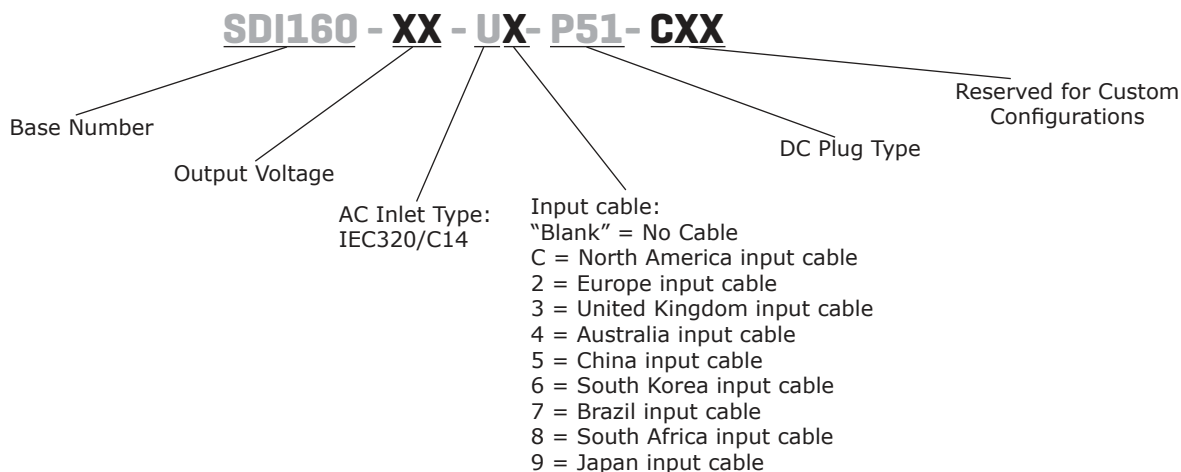 SDI160 - XX - UX- P51- CXX
Base Number
Output Voltage
AC Inlet Type:
IEC320/C14
Input cable:
“Blank” = No Cable
C = North America input cable
2 = Europe input cable
3 = United Kingdom input cable
4 = Australia input cable
5 = China input cable
6 = South Korea input cable
7 = Brazil input cable
8 = South Africa input cable
9 = Japan input cable
DC Plug Type
Reserved for Custom
Configurations